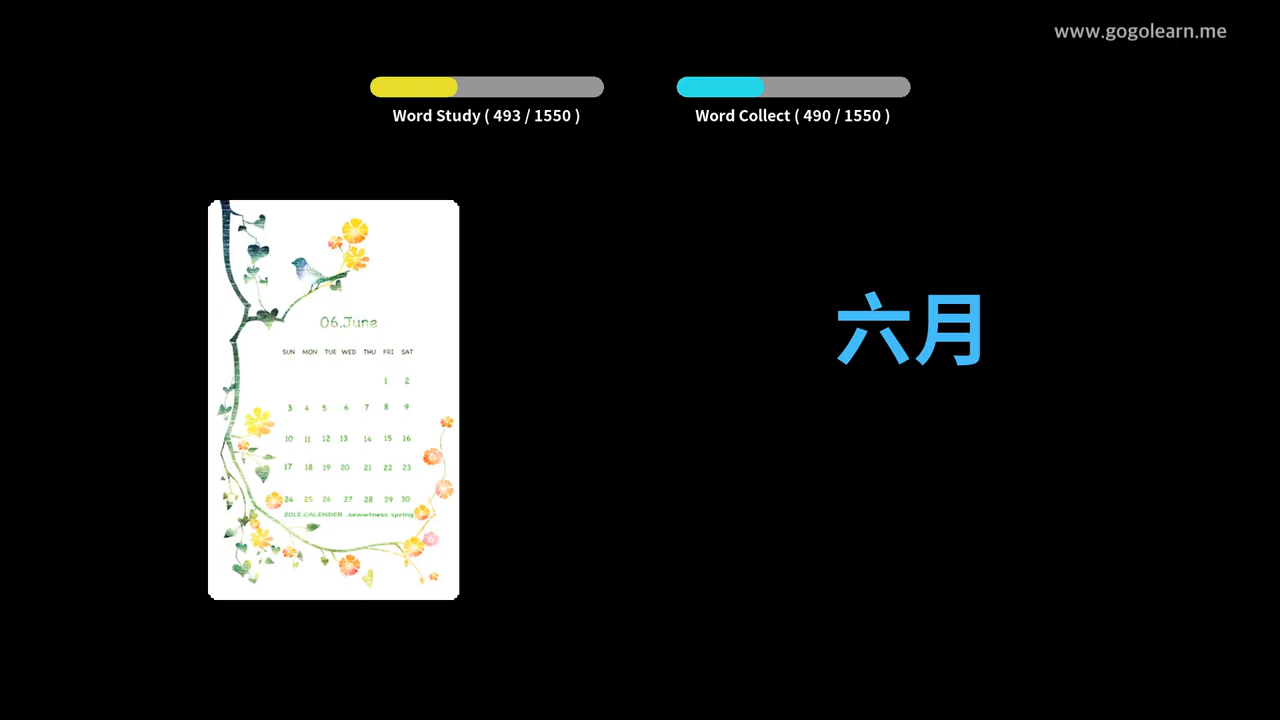 www.gogolearn.me
Word Study ( 493 / 1550 )
Word Collect ( 490 / 1550 )
06.June
SUN MON TUE WED THU FRI SAT
1 2
3 4 5 6 7 8 9
10 11 12 13 14 15 16
17 18 19 20 21 22 23
24 25 26 27 28 29 30
2012.CALENDER .sewwtness spring
六月